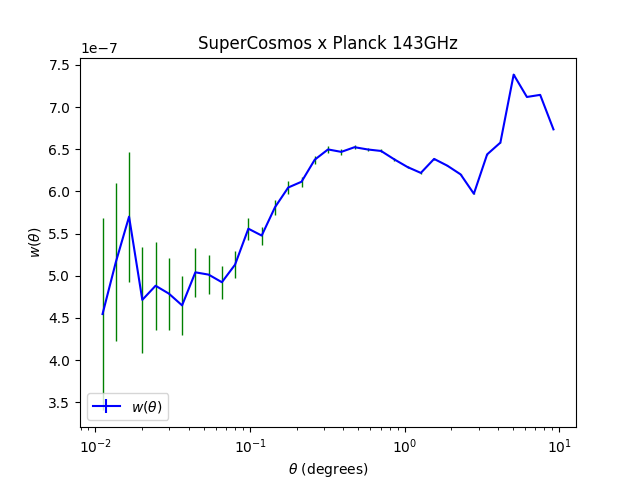 SuperCosmos x Planck 143GHz
1e−7
7.5
7.0
6.5
6.0
5.5
5.0
4.5
4.0
3.5
w(θ)
w(θ)
10⁻² 10⁻¹ 10⁰ 10¹
θ (degrees)